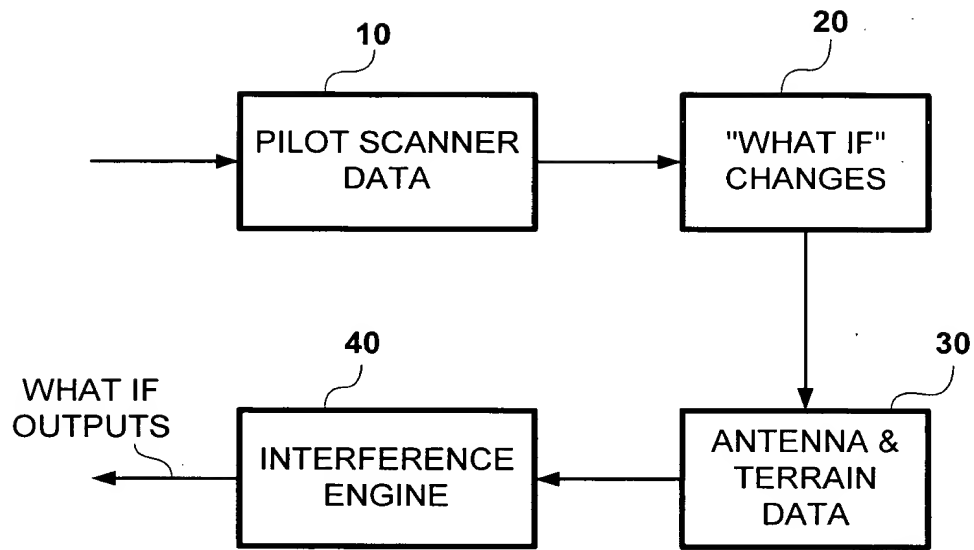 10
20
PILOT SCANNER
DATA
"WHAT IF"
CHANGES
40
30
WHAT IF
OUTPUTS
INTERFERENCE
ENGINE
ANTENNA &
TERRAIN
DATA